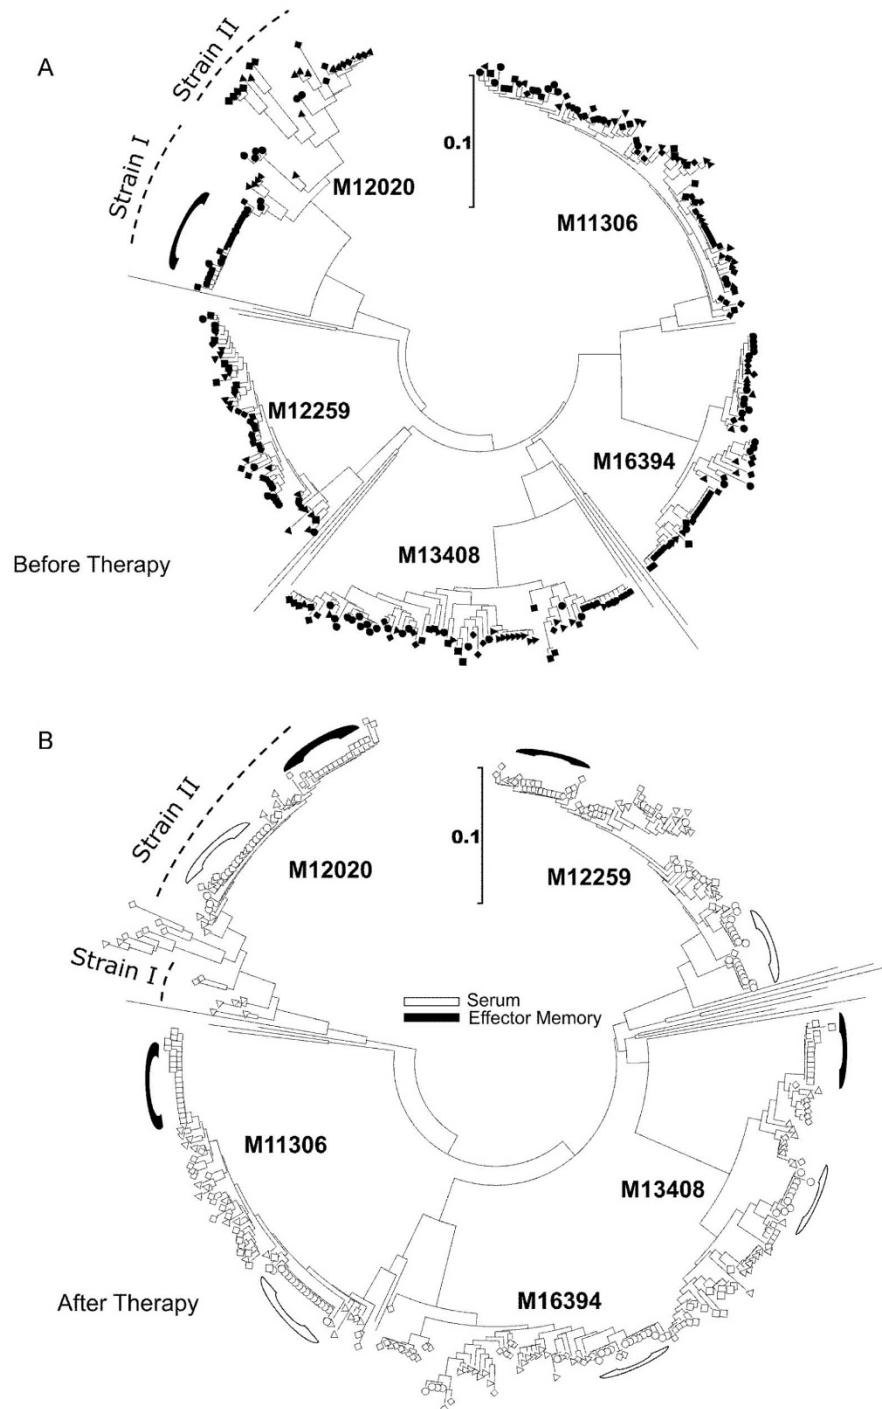 A
Strain II
Strain I
M12020
0.1
M11306
M12259
M16394
M13408
Before Therapy
B
Strain II
M12020
0.1
M12259
Strain I
Serum
Effector Memory
M11306
M13408
After Therapy
M16394